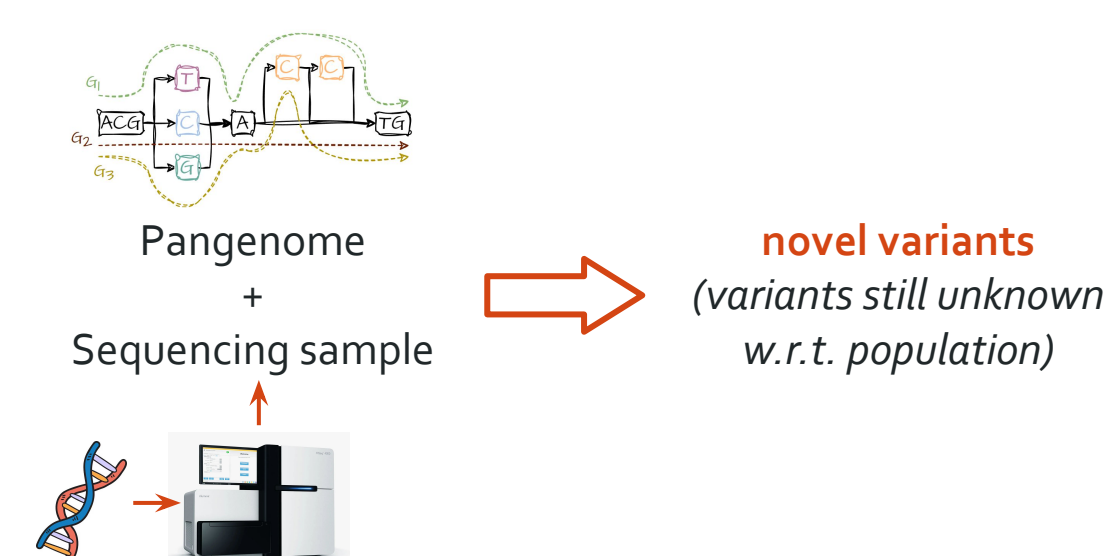 G1
T
C
C
ACG
C
A
TG
G2
G3
G
Pangenome
+
Sequencing sample
novel variants
(variants still unknown
w.r.t. population)